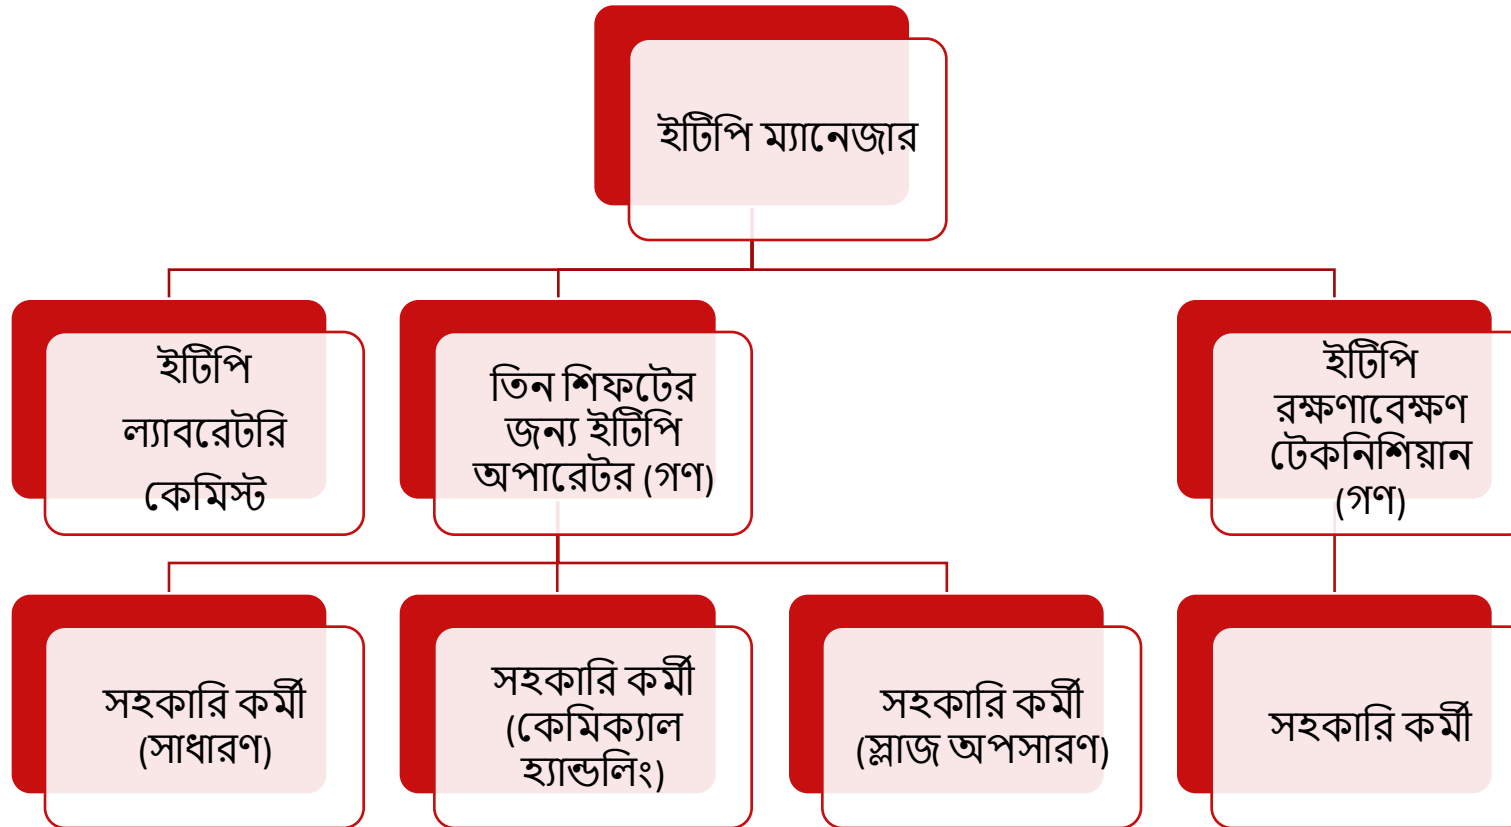 ইটিপি ম্যানেজার
ইটিপি
ল্যাবরেটরি
কেমিস্ট
তিন শিফটের
জন্য ইটিপি
অপারেটর (গণ)
ইটিপি
রক্ষণাবেক্ষণ
টেকনিশিয়ান
(গণ)
সহকারি কর্মী
(সাধারণ)
সহকারি কর্মী
(কেমিক্যাল
হ্যান্ডলিং)
সহকারি কর্মী
(স্লাজ অপসারণ)
সহকারি কর্মী